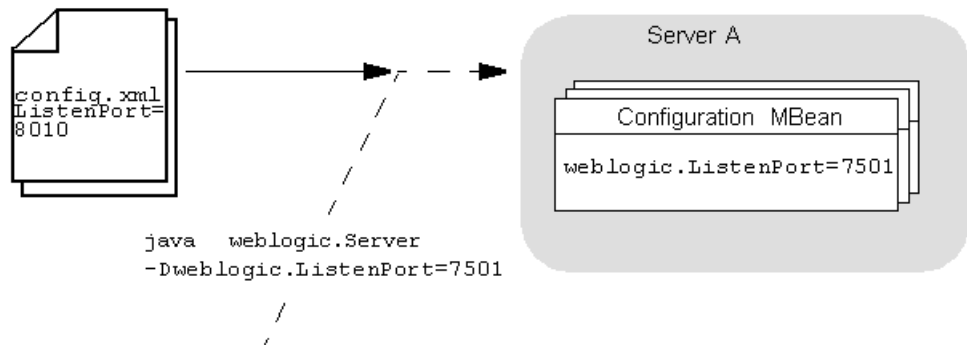 config.xml
ListenPort=
8010
Server A
Configuration MBean
weblogic.ListenPort=7501
java weblogic.Server
-Dweblogic.ListenPort=7501